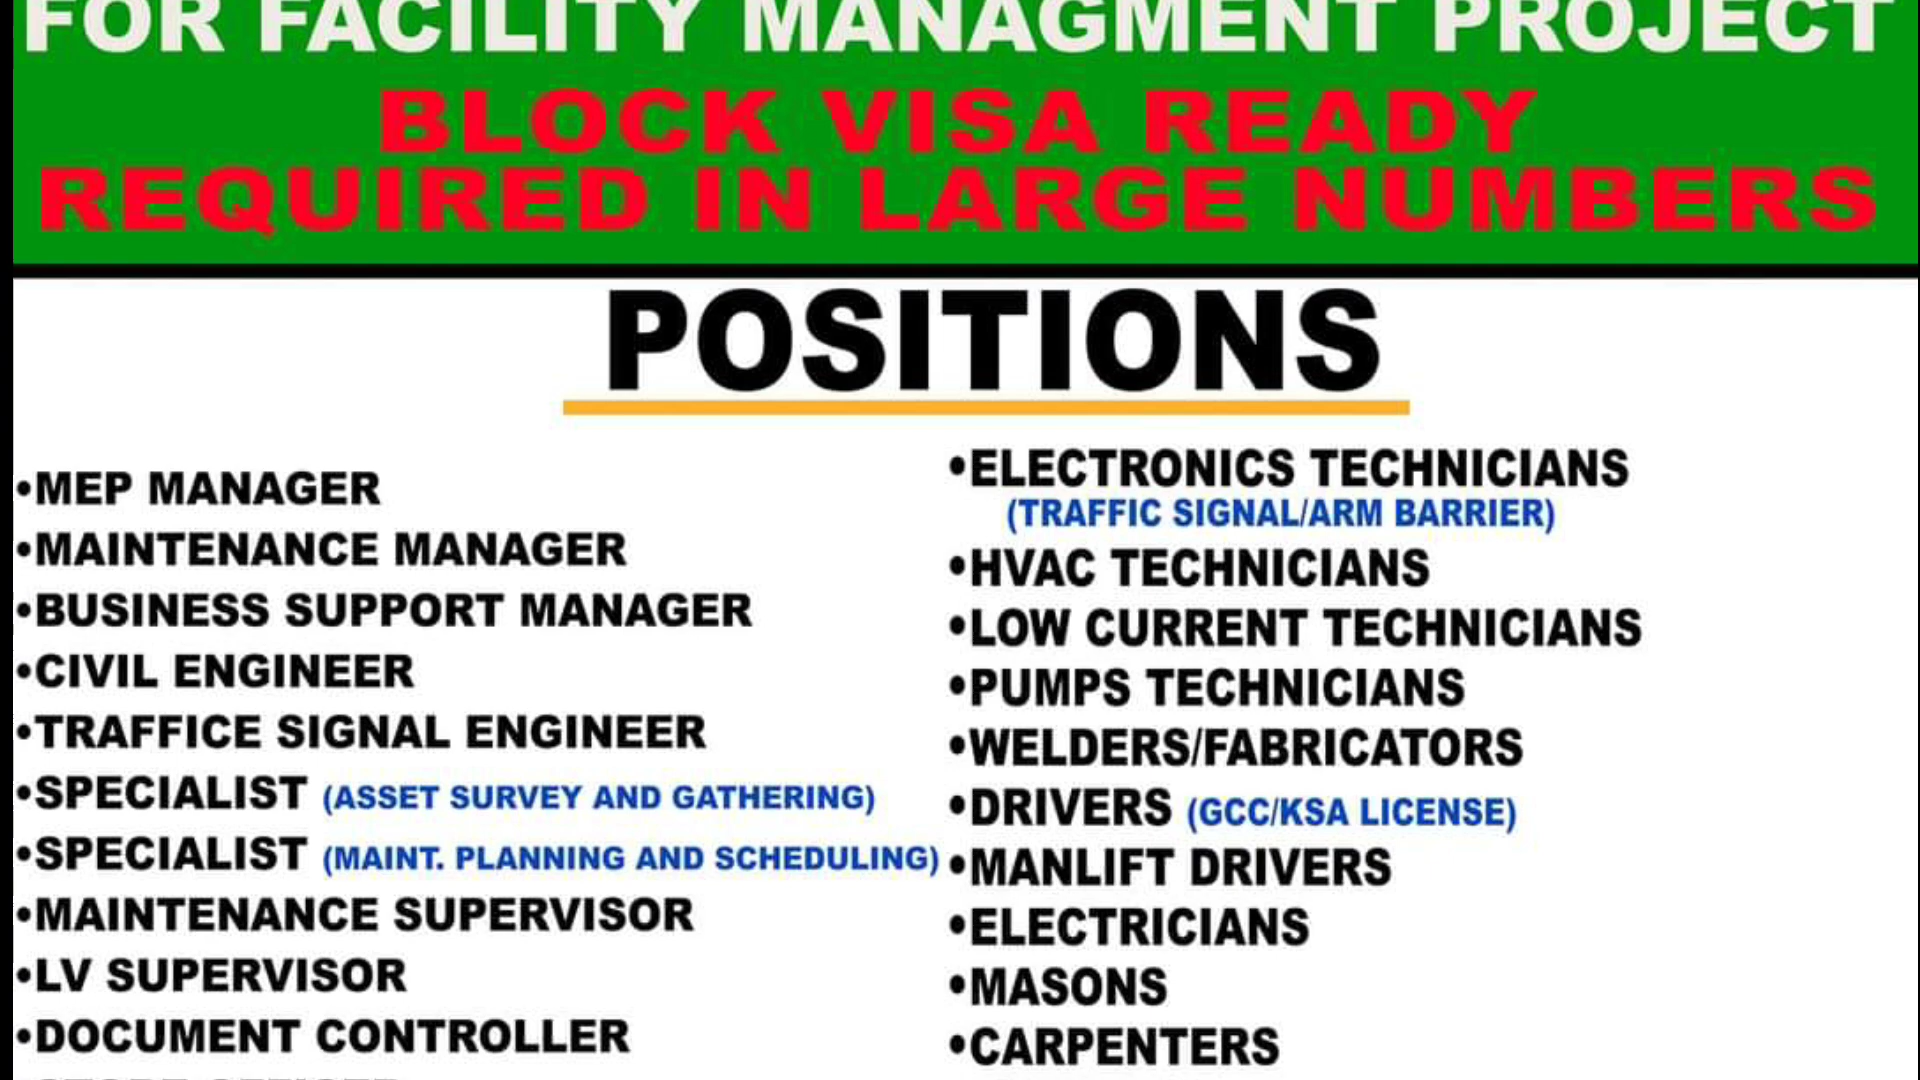 FOR FACILITY MANAGMENT PROJECT
BLOCK VISA READY
REQUIRED IN LARGE NUMBERS
POSITIONS
•MEP MANAGER
•MAINTENANCE MANAGER
•BUSINESS SUPPORT MANAGER
•CIVIL ENGINEER
•TRAFFICE SIGNAL ENGINEER
•SPECIALIST (ASSET SURVEY AND GATHERING)
•SPECIALIST (MAINT. PLANNING AND SCHEDULING)
•MAINTENANCE SUPERVISOR
•LV SUPERVISOR
•DOCUMENT CONTROLLER
•ELECTRONICS TECHNICIANS
(TRAFFIC SIGNAL/ARM BARRIER)
•HVAC TECHNICIANS
•LOW CURRENT TECHNICIANS
•PUMPS TECHNICIANS
•WELDERS/FABRICATORS
•DRIVERS (GCC/KSA LICENSE)
•MANLIFT DRIVERS
•ELECTRICIANS
•MASONS
•CARPENTERS